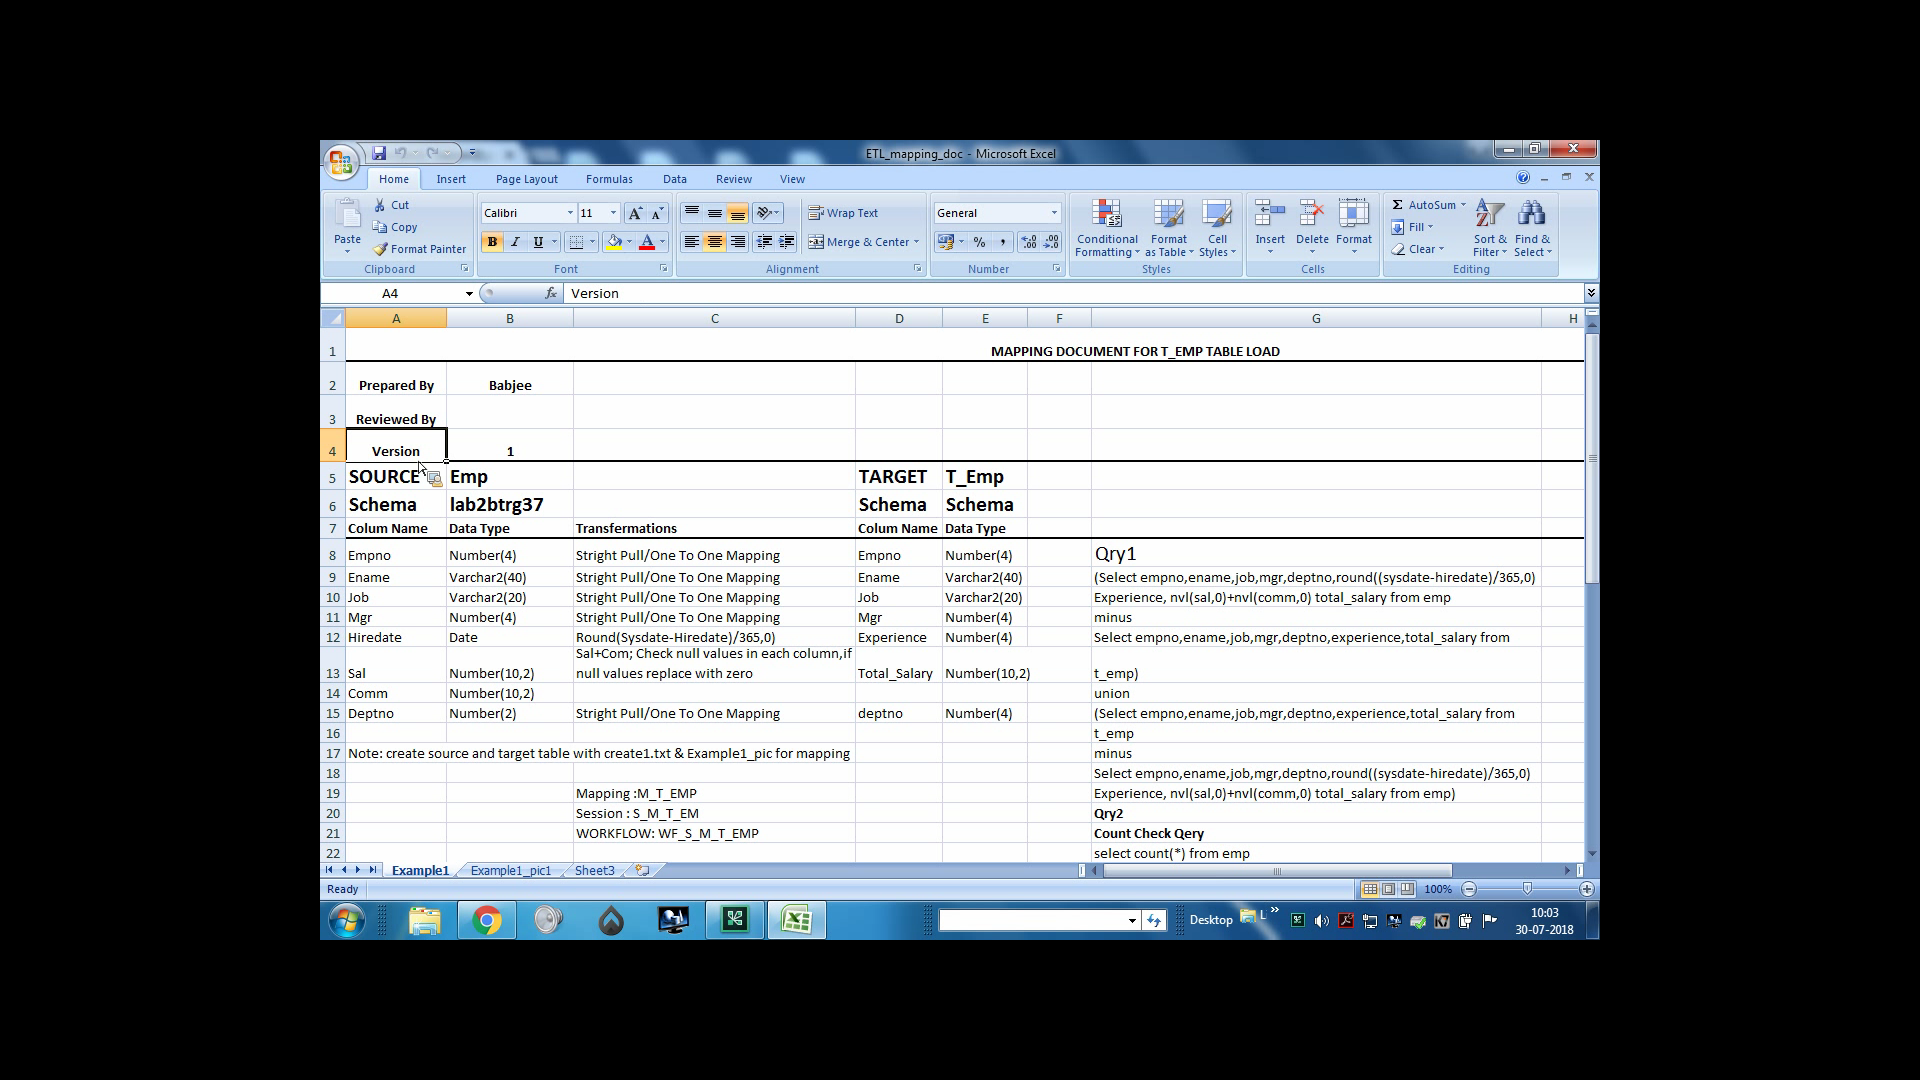 ETL_mapping_doc - Microsoft Excel
Home Insert Page Layout Formulas Data Review View
Cut
Copy
Format Painter
Paste
Clipboard
Calibri 11
B I U
Font
Wrap Text
Merge & Center
Alignment
General
Number
Conditional Formatting
Format as Table
Cell Styles
Styles
Insert Delete Format
Cells
Σ AutoSum
Fill
Clear
Sort & Filter
Find & Select
Editing
A4 fx Version
A B C D E F G H
1 MAPPING DOCUMENT FOR T_EMP TABLE LOAD
2 Prepared By Babjee
3 Reviewed By
4 Version 1
5 SOURCE Emp TARGET T_Emp
6 Schema lab2btrg37 Schema Schema
7 Colum Name Data Type Transfermations Colum Name Data Type
8 Empno Number(4) Stright Pull/One To One Mapping Empno Number(4) Qry1
9 Ename Varchar2(40) Stright Pull/One To One Mapping Ename Varchar2(40) (Select empno,ename,job,mgr,deptno,round((sysdate-hiredate)/365,0)
10 Job Varchar2(20) Stright Pull/One To One Mapping Job Varchar2(20) Experience, nvl(sal,0)+nvl(comm,0) total_salary from emp
11 Mgr Number(4) Stright Pull/One To One Mapping Mgr Number(4) minus
12 Hiredate Date Round(Sysdate-Hiredate)/365,0) Experience Number(4) Select empno,ename,job,mgr,deptno,experience,total_salary from
Sal+Com; Check null values in each column,if
13 Sal Number(10,2) null values replace with zero Total_Salary Number(10,2) t_emp)
14 Comm Number(10,2) union
15 Deptno Number(2) Stright Pull/One To One Mapping deptno Number(4) (Select empno,ename,job,mgr,deptno,experience,total_salary from
16 t_emp
17 Note: create source and target table with create1.txt & Example1_pic for mapping minus
18 Select empno,ename,job,mgr,deptno,round((sysdate-hiredate)/365,0)
19 Mapping :M_T_EMP Experience, nvl(sal,0)+nvl(comm,0) total_salary from emp)
20 Session : S_M_T_EM Qry2
21 WORKFLOW: WF_S_M_T_EMP Count Check Qery
22 select count(*) from emp
Example1 Example1_pic1 Sheet3
Ready 100%
Desktop L 10:03
30-07-2018